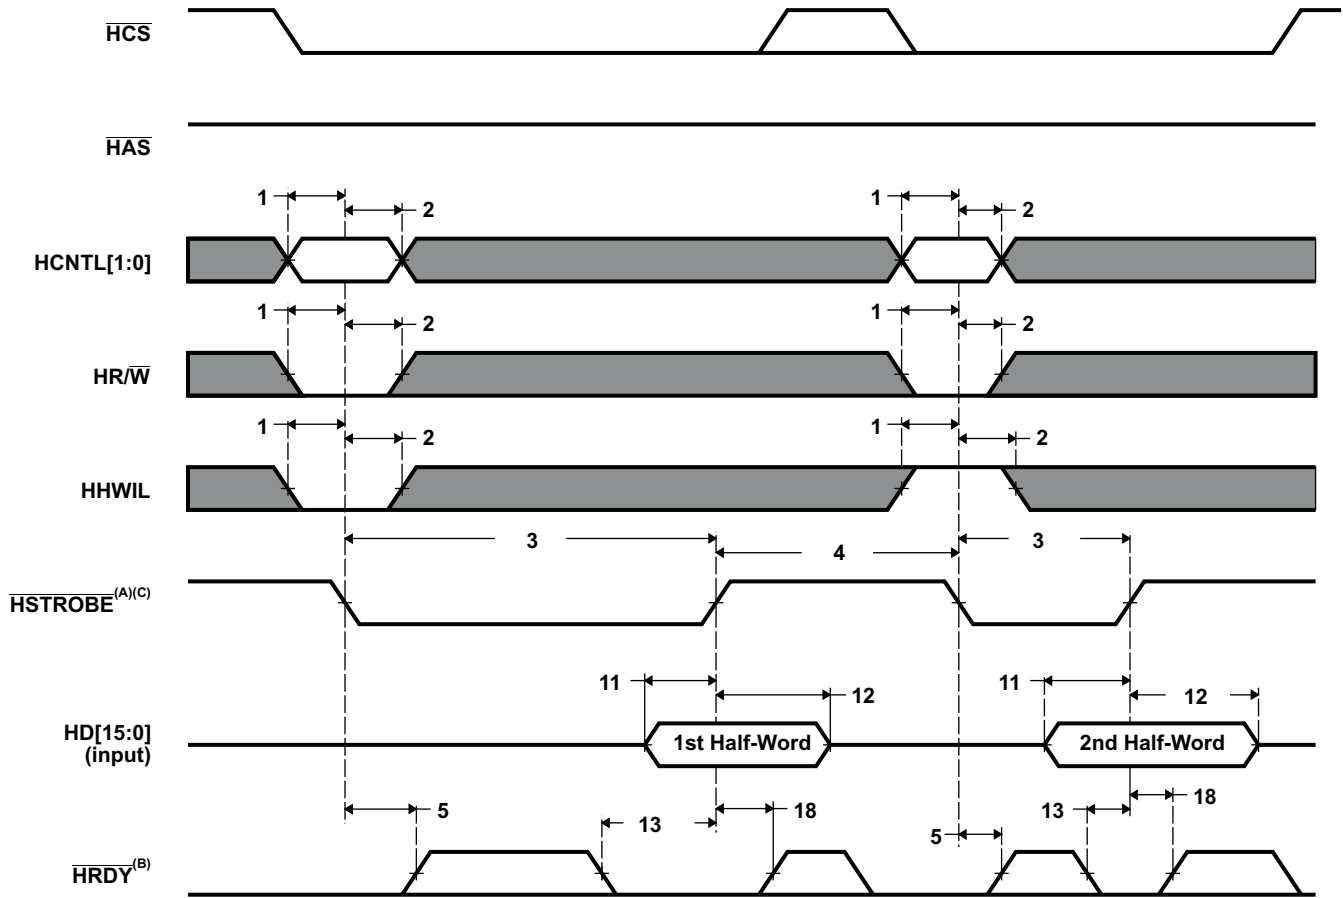 HCS
HAS
1 2 1 2
HCNTL[1:0]
1 2 1 2
HR/W
1 2 1 2
HHWIL
3 4 3
HSTROBE(A)(C)
11 12 11 12
HD[15:0]
(input)
1st Half-Word 2nd Half-Word
5 13 18 5 13 18
HRDY(B)